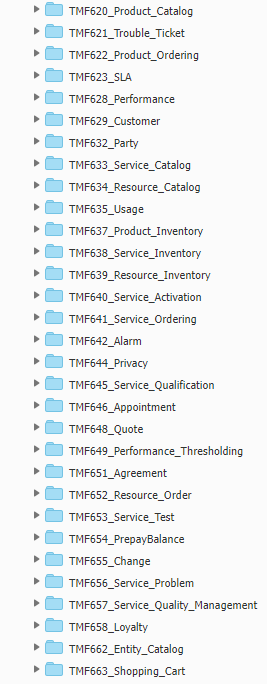 TMF620_Product_Catalog
TMF621_Trouble_Ticket
TMF622_Product_Ordering
TMF623_SLA
TMF628_Performance
TMF629_Customer
TMF632_Party
TMF633_Service_Catalog
TMF634_Resource_Catalog
TMF635_Usage
TMF637_Product_Inventory
TMF638_Service_Inventory
TMF639_Resource_Inventory
TMF640_Service_Activation
TMF641_Service_Ordering
TMF642_Alarm
TMF644_Privacy
TMF645_Service_Qualification
TMF646_Appointment
TMF648_Quote
TMF649_Performance_Thresholding
TMF651_Agreement
TMF652_Resource_Order
TMF653_Service_Test
TMF654_PrepayBalance
TMF655_Change
TMF656_Service_Problem
TMF657_Service_Quality_Management
TMF658_Loyalty
TMF662_Entity_Catalog
TMF663_Shopping_Cart